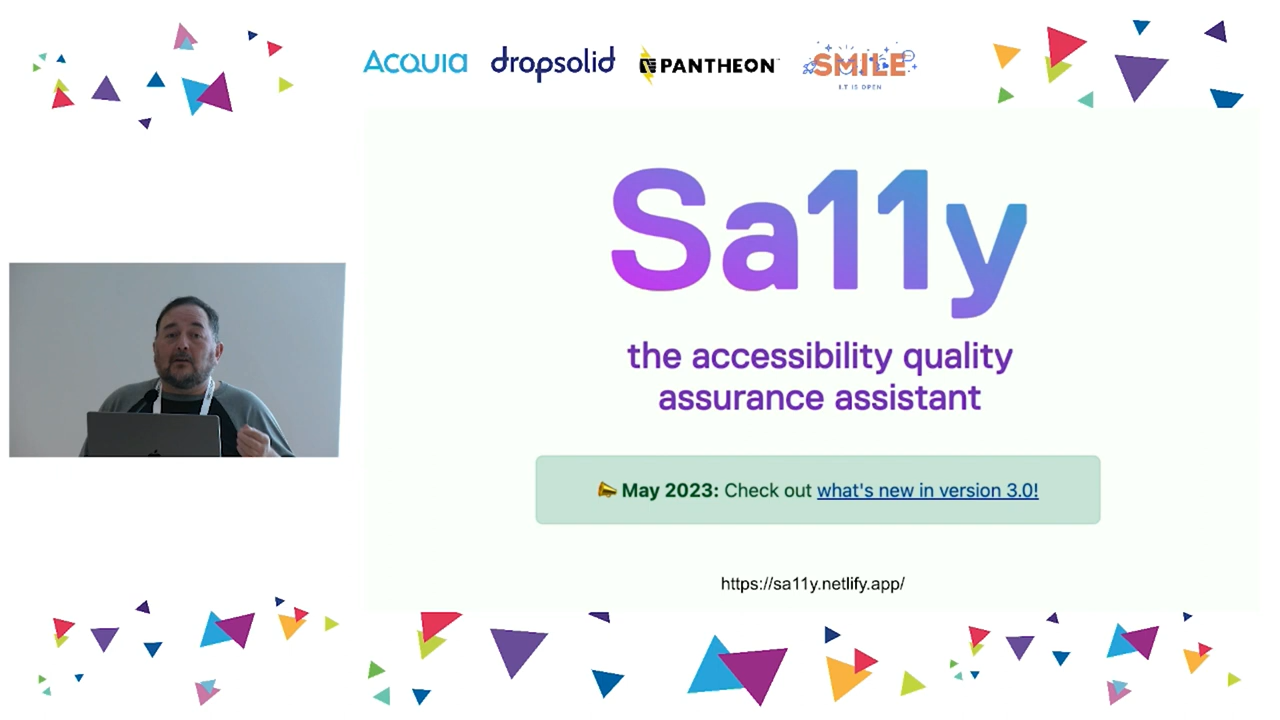 Acquia
dropsolid
PANTHEON
SMILE
I.T IS OPEN
Sa11y
the accessibility quality
assurance assistant
May 2023: Check out what's new in version 3.0!
https://sa11y.netlify.app/